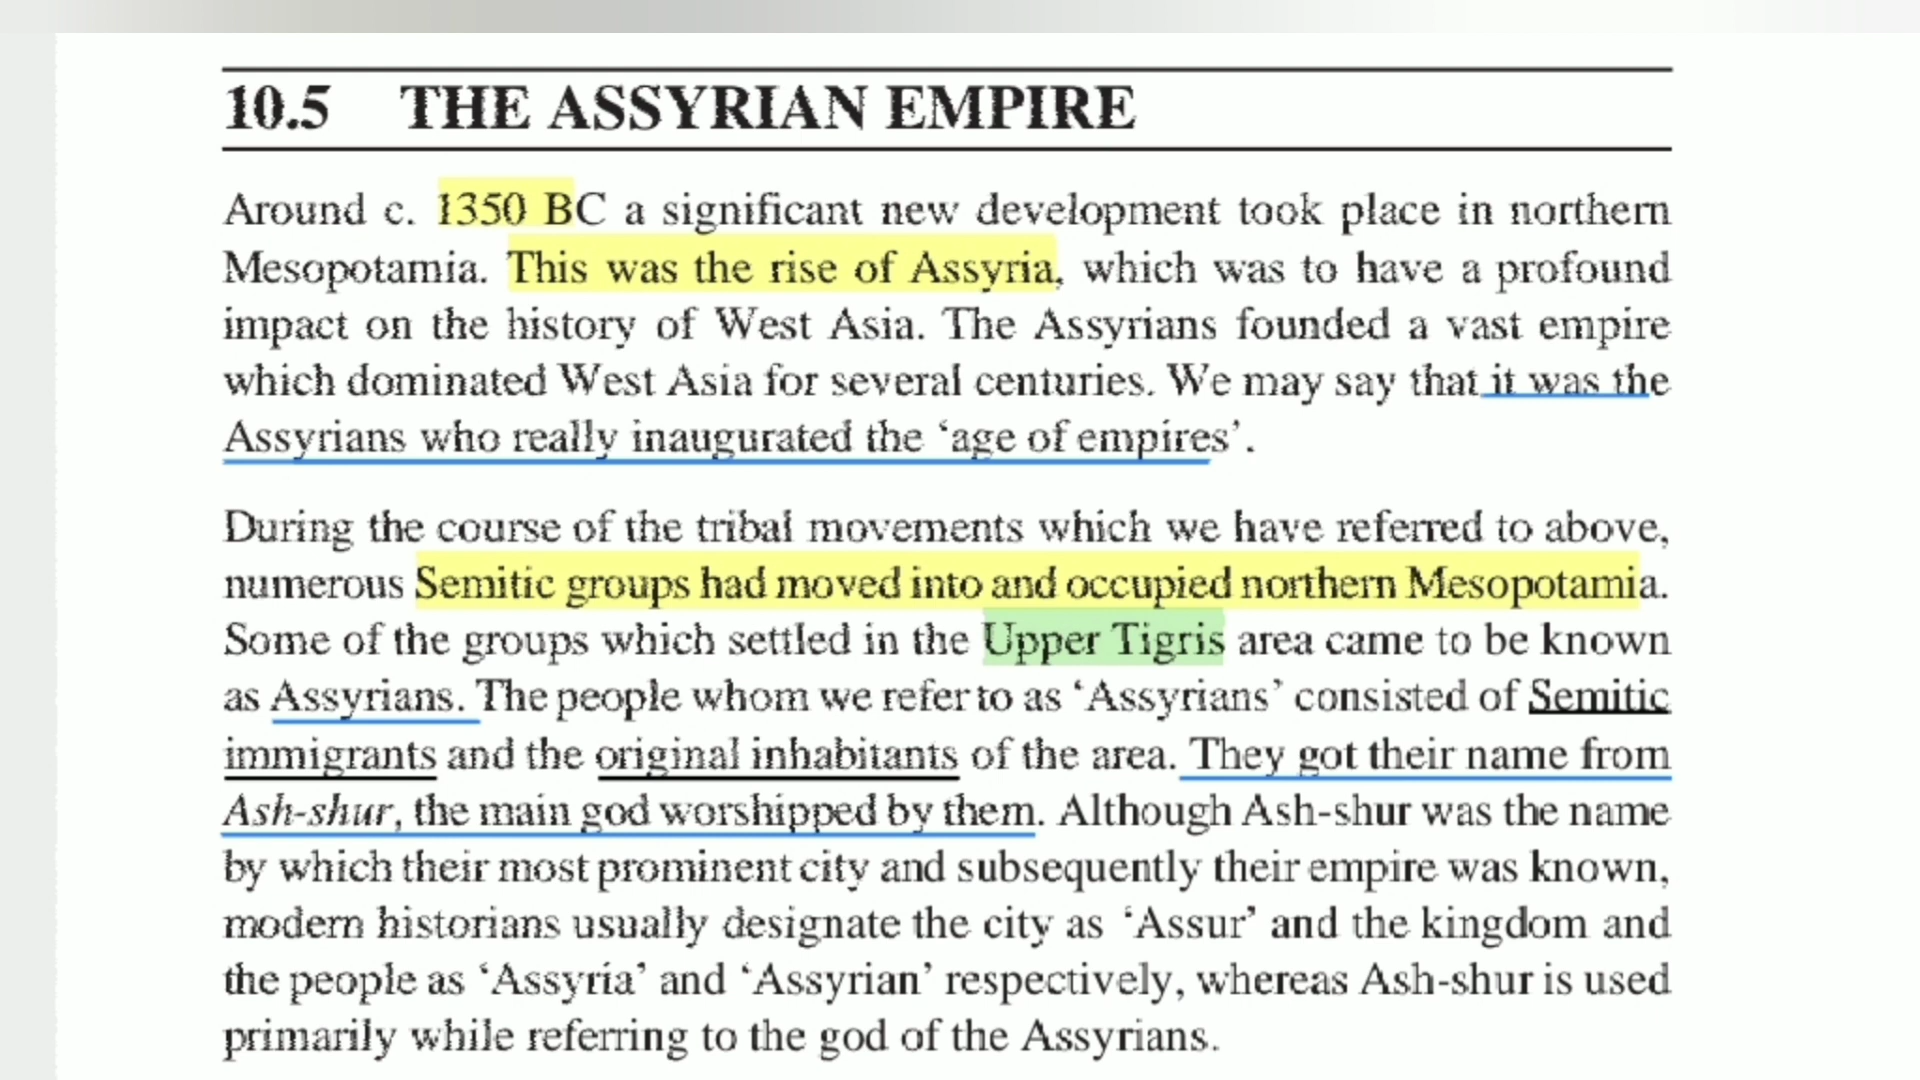 10.5 THE ASSYRIAN EMPIRE
Around c. 1350 BC a significant new development took place in northern
Mesopotamia. This was the rise of Assyria, which was to have a profound
impact on the history of West Asia. The Assyrians founded a vast empire
which dominated West Asia for several centuries. We may say that it was the
Assyrians who really inaugurated the ‘age of empires’.
During the course of the tribal movements which we have referred to above,
numerous Semitic groups had moved into and occupied northern Mesopotamia.
Some of the groups which settled in the Upper Tigris area came to be known
as Assyrians. The people whom we refer to as ‘Assyrians’ consisted of Semitic
immigrants and the original inhabitants of the area. They got their name from
Ash-shur, the main god worshipped by them. Although Ash-shur was the name
by which their most prominent city and subsequently their empire was known,
modern historians usually designate the city as ‘Assur’ and the kingdom and
the people as ‘Assyria’ and ‘Assyrian’ respectively, whereas Ash-shur is used
primarily while referring to the god of the Assyrians.